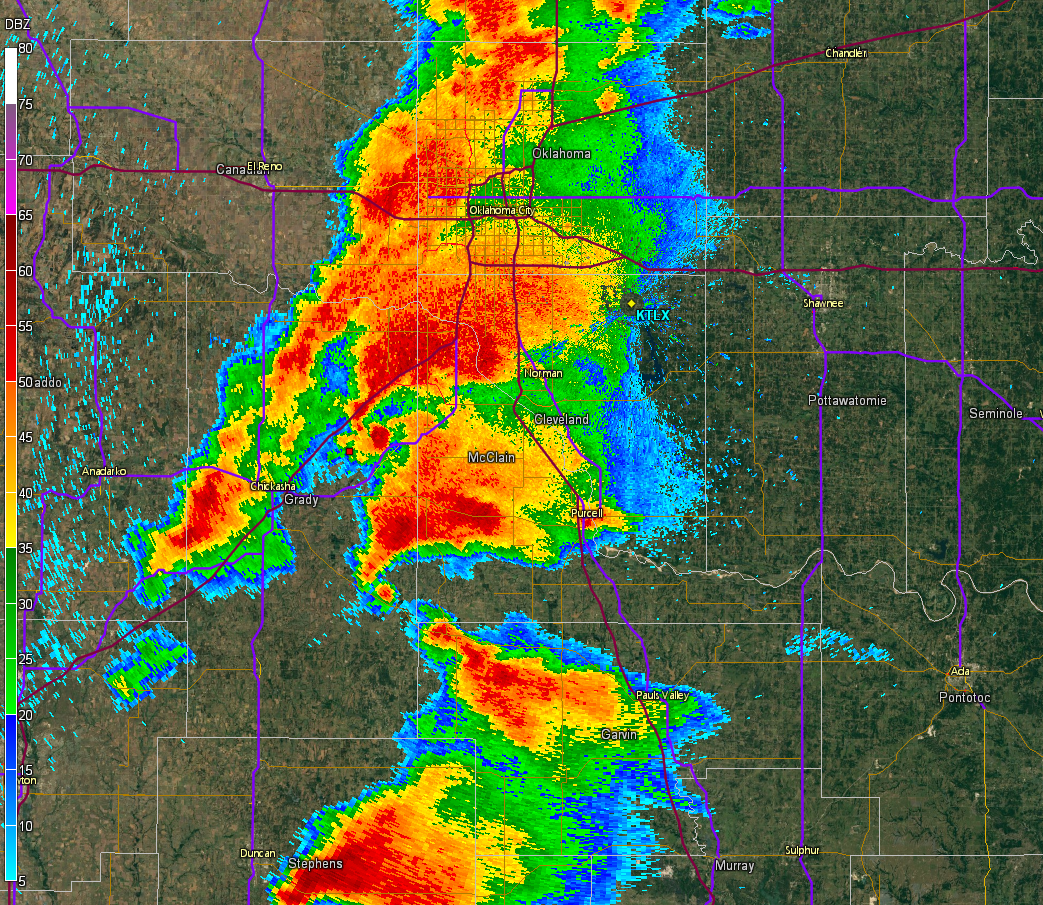 DBZ
80
75
70
65
60
55
50
45
40
35
30
25
20
15
10
5
Chandler
Oklahoma
Canadian
El Reno
Oklahoma City
KTLX
Shawnee
Norman
addo
Pottawatomie
Seminole
Cleveland
McClain
Anadarko
Chickasha
Grady
Purcell
Ada
Pontotoc
Pauls Valley
Garvin
ton
Duncan
Stephens
Sulphur
Murray